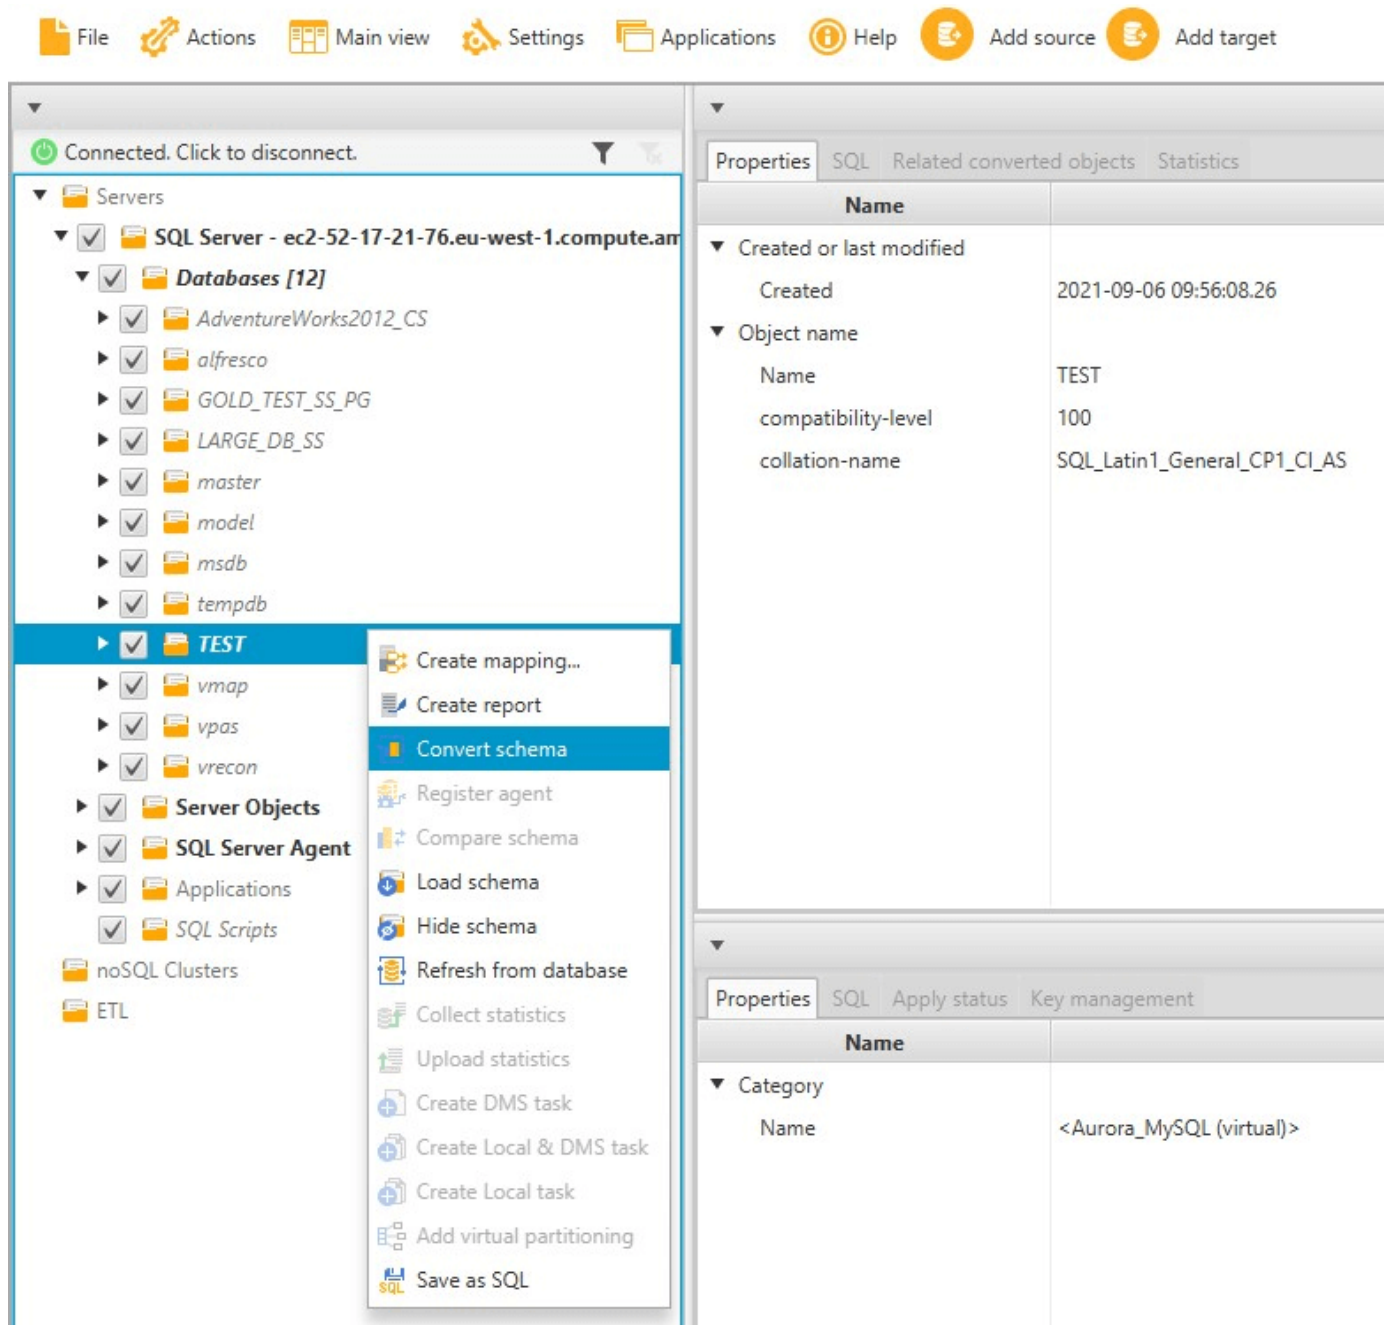 File Actions Main view Settings Applications Help Add source Add target
Connected. Click to disconnect.
Servers
SQL Server - ec2-52-17-21-76.eu-west-1.compute.am
Databases [12]
AdventureWorks2012_CS
alfresco
GOLD_TEST_SS_PG
LARGE_DB_SS
master
model
msdb
tempdb
TEST
vmap
vpas
vrecon
Server Objects
SQL Server Agent
Applications
SQL Scripts
noSQL Clusters
ETL
Create mapping...
Create report
Convert schema
Register agent
Compare schema
Load schema
Hide schema
Refresh from database
Collect statistics
Upload statistics
Create DMS task
Create Local & DMS task
Create Local task
Add virtual partitioning
SQL Save as SQL
Properties SQL Related converted objects Statistics
Name
Created or last modified
Created 2021-09-06 09:56:08.26
Object name
Name TEST
compatibility-level 100
collation-name SQL_Latin1_General_CP1_CI_AS
Properties SQL Apply status Key management
Name
Category
Name <Aurora_MySQL (virtual)>